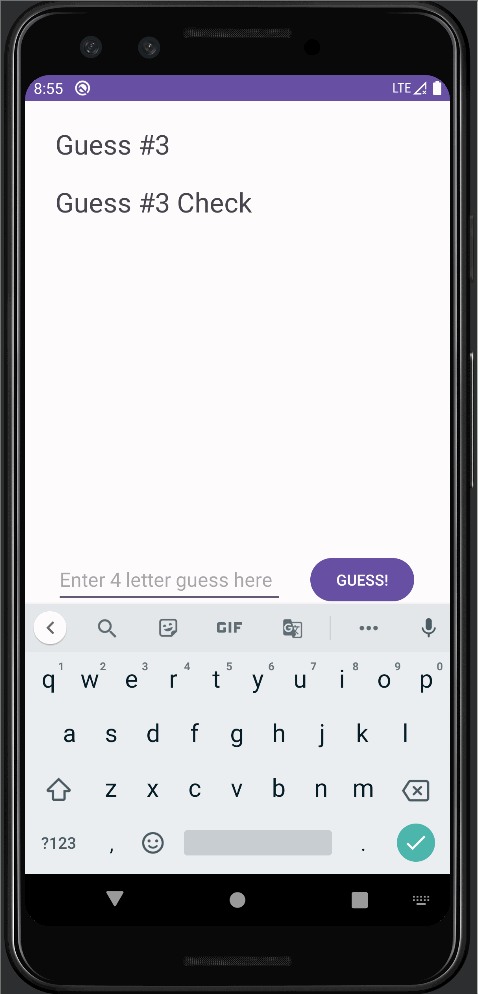 8:55 LTE
Guess #3
Guess #3 Check
Enter 4 letter guess here GUESS!
GIF G
1 2 3 4 5 6 7 8 9 0
q w e r t y u i o p
a s d f g h j k l
z x c v b n m
?123 , .